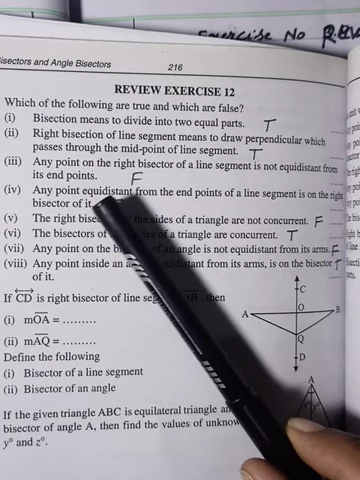 Exercise No REV
isectors and Angle Bisectors 216
REVIEW EXERCISE 12
Which of the following are true and which are false?
(i) Bisection means to divide into two equal parts. T
(ii) Right bisection of line segment means to draw perpendicular which
passes through the mid-point of line segment. T
(iii) Any point on the right bisector of a line segment is not equidistant from
its end points. F
(iv) Any point equidistant from the end points of a line segment is on the right
bisector of it.
(v) The right bisec the sides of a triangle are not concurrent. F
(vi) The bisectors of of a triangle are concurrent. T
(vii) Any point on the b of an angle is not equidistant from its arms. F
(viii) Any point inside an a equidistant from its arms, is on the bisector T
of it.
If CD is right bisector of line seg AB, then
(i) mOA = .........
(ii) mAQ = .........
C
A O B
Q
D
Define the following
(i) Bisector of a line segment
(ii) Bisector of an angle
If the given triangle ABC is equilateral triangle an
bisector of angle A, then find the values of unknow
y° and z°.
A